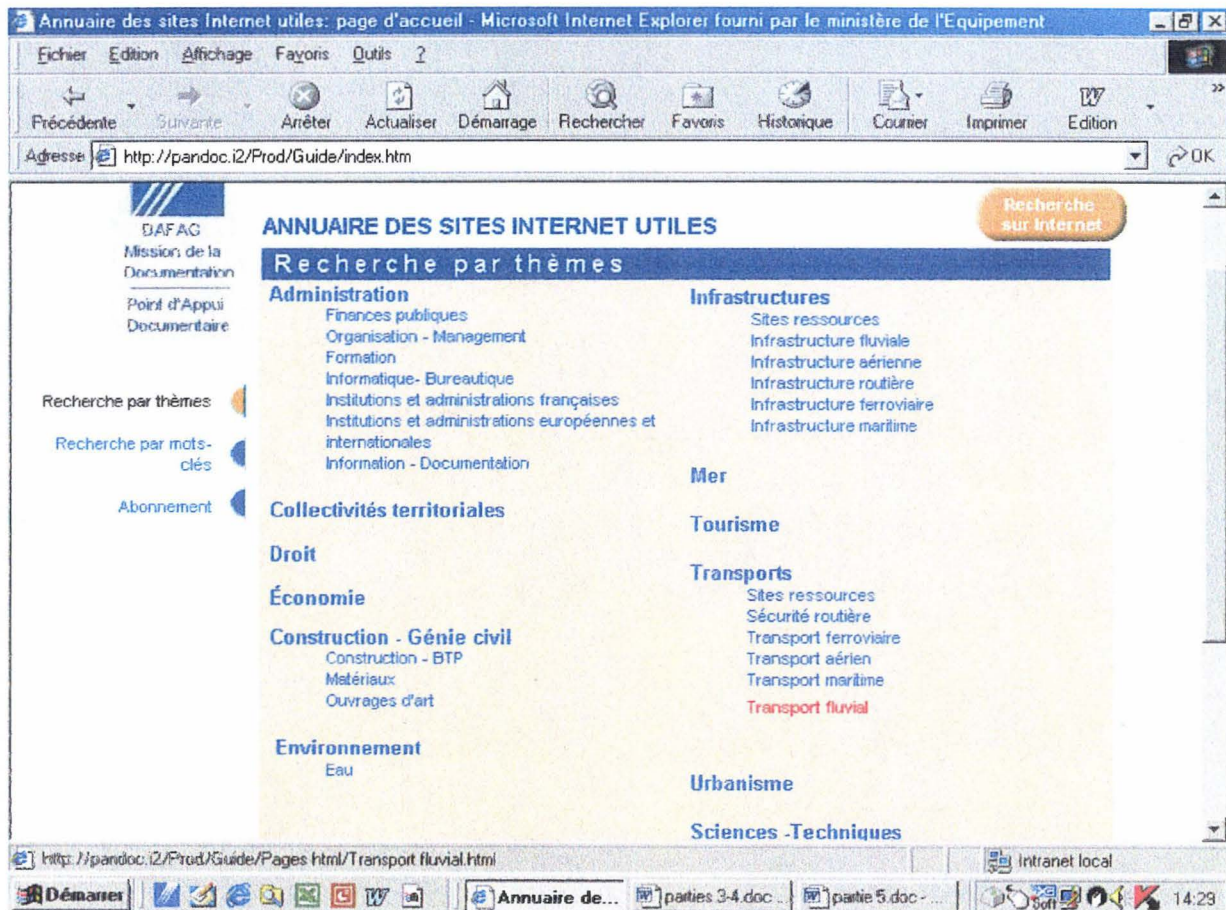 Annuaire des sites Internet utiles: page d'accueil - Microsoft Internet Explorer fourni par le ministère de l'Equipement
Fichier Edition Affichage Favoris Outils ?
Précédente Suivante Arrêter Actualiser Démarrage Rechercher Favoris Historique Courrier Imprimer Edition
Adresse http://pandoc.i2/Prod/Guide/index.htm OK
DAFAG
Mission de la
Documentation
Point d'Appui
Documentaire
Recherche par thèmes
Recherche par mots-
clés
Abonnement
ANNUAIRE DES SITES INTERNET UTILES
Recherche
sur Internet
Recherche par thèmes
Administration
Finances publiques
Organisation - Management
Formation
Informatique- Bureautique
Institutions et administrations françaises
Institutions et administrations européennes et
internationales
Information - Documentation
Collectivités territoriales
Droit
Économie
Construction - Génie civil
Construction - BTP
Matériaux
Ouvrages d'art
Environnement
Eau
Infrastructures
Sites ressources
Infrastructure fluviale
Infrastructure aérienne
Infrastructure routière
Infrastructure ferroviaire
Infrastructure maritime
Mer
Tourisme
Transports
Sites ressources
Sécurité routière
Transport ferroviaire
Transport aérien
Transport maritime
Transport fluvial
Urbanisme
Sciences -Techniques
http://pandoc.i2/Prod/Guide/Pages html/Transport fluvial.html Intranet local
Démarrer Annuaire de... parties 3-4.doc ... partie 5.doc - ... Soft 14:29